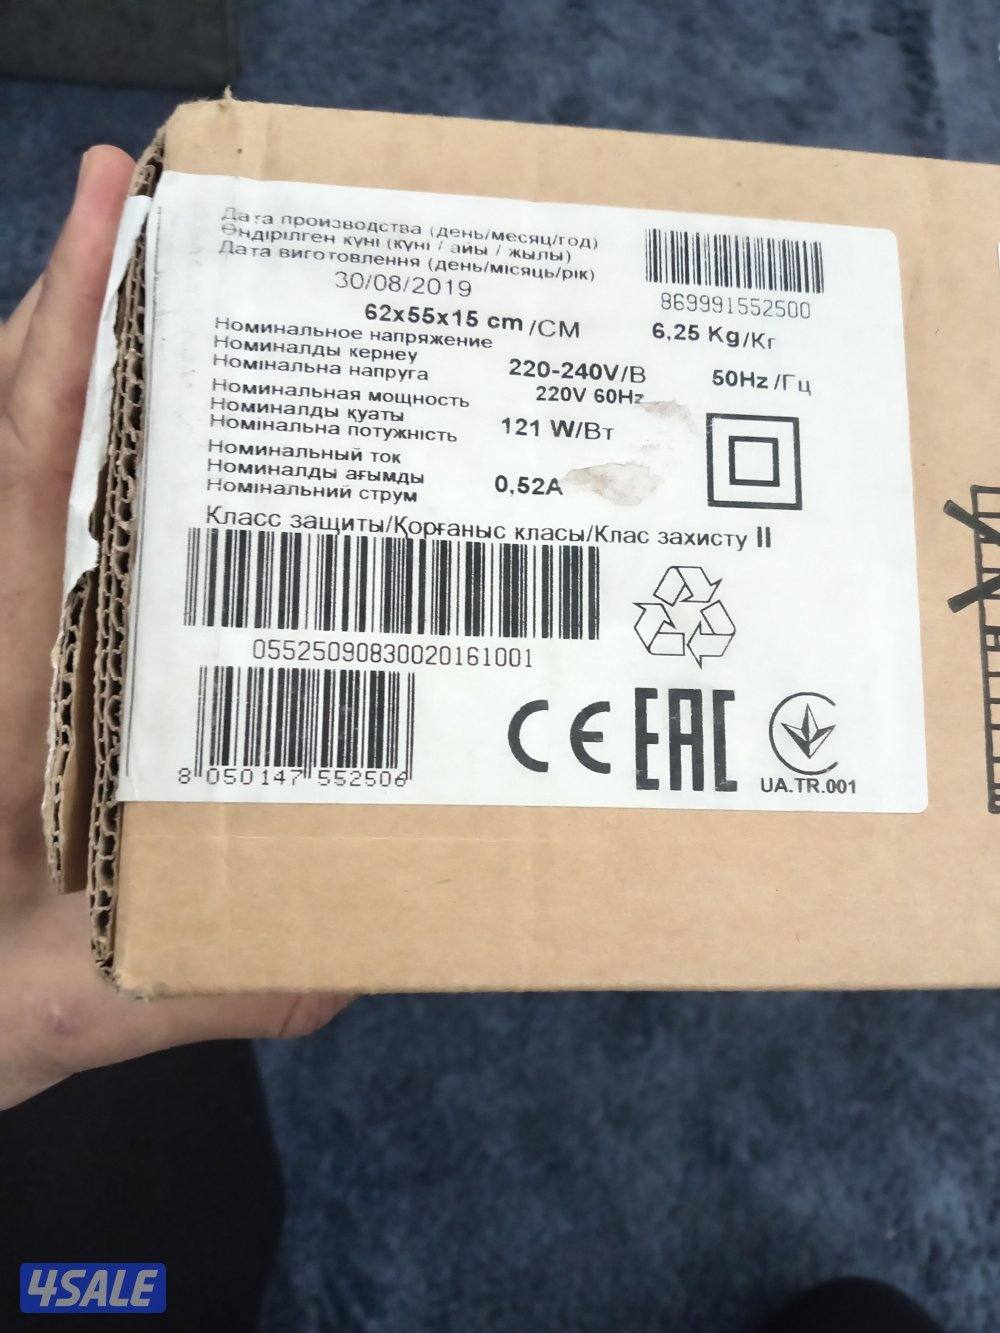 Дата производства (день/месяц/год)
Өндірілген күні (күні / айы / жылы)
Дата виготовлення (день/місяць/рік)
30/08/2019
869991552500
62x55x15 cm /CM
6,25 Kg/Кг
Номинальное напряжение
Номиналды кернеу
Номінальна напруга
220-240V/B
50Hz /Гц
220V 60Hz
Номинальная мощность
Номиналды қуаты
Номінальна потужність
121 W/Вт
Номинальный ток
Номиналды ағымды
Номінальний струм
0,52A
Класс защиты/Қорғаныс класы/Клас захисту II
05525090830020161001
8 050147 552506
CE EAC
UA.TR.001
4SALE